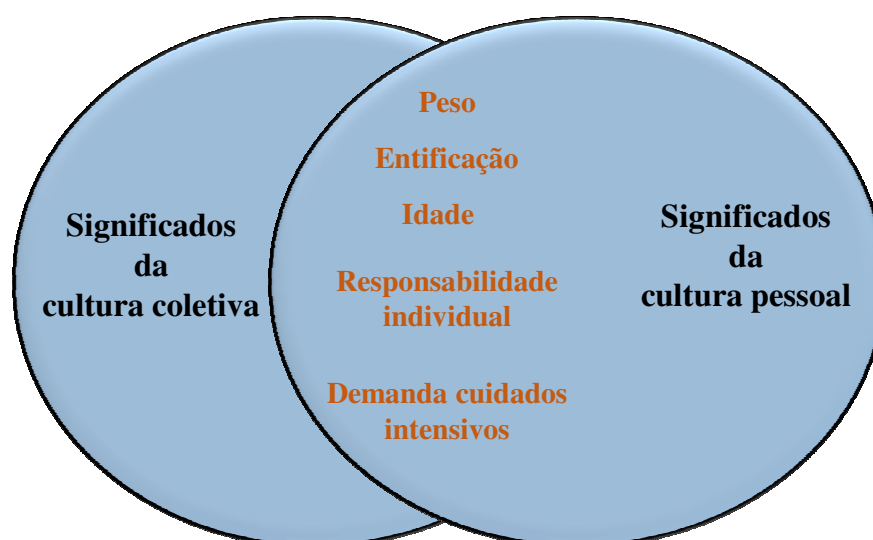 Peso
Entificação
Idade
Significados
da
cultura coletiva
Significados
da
cultura pessoal
Responsabilidade
individual
Demanda cuidados
intensivos